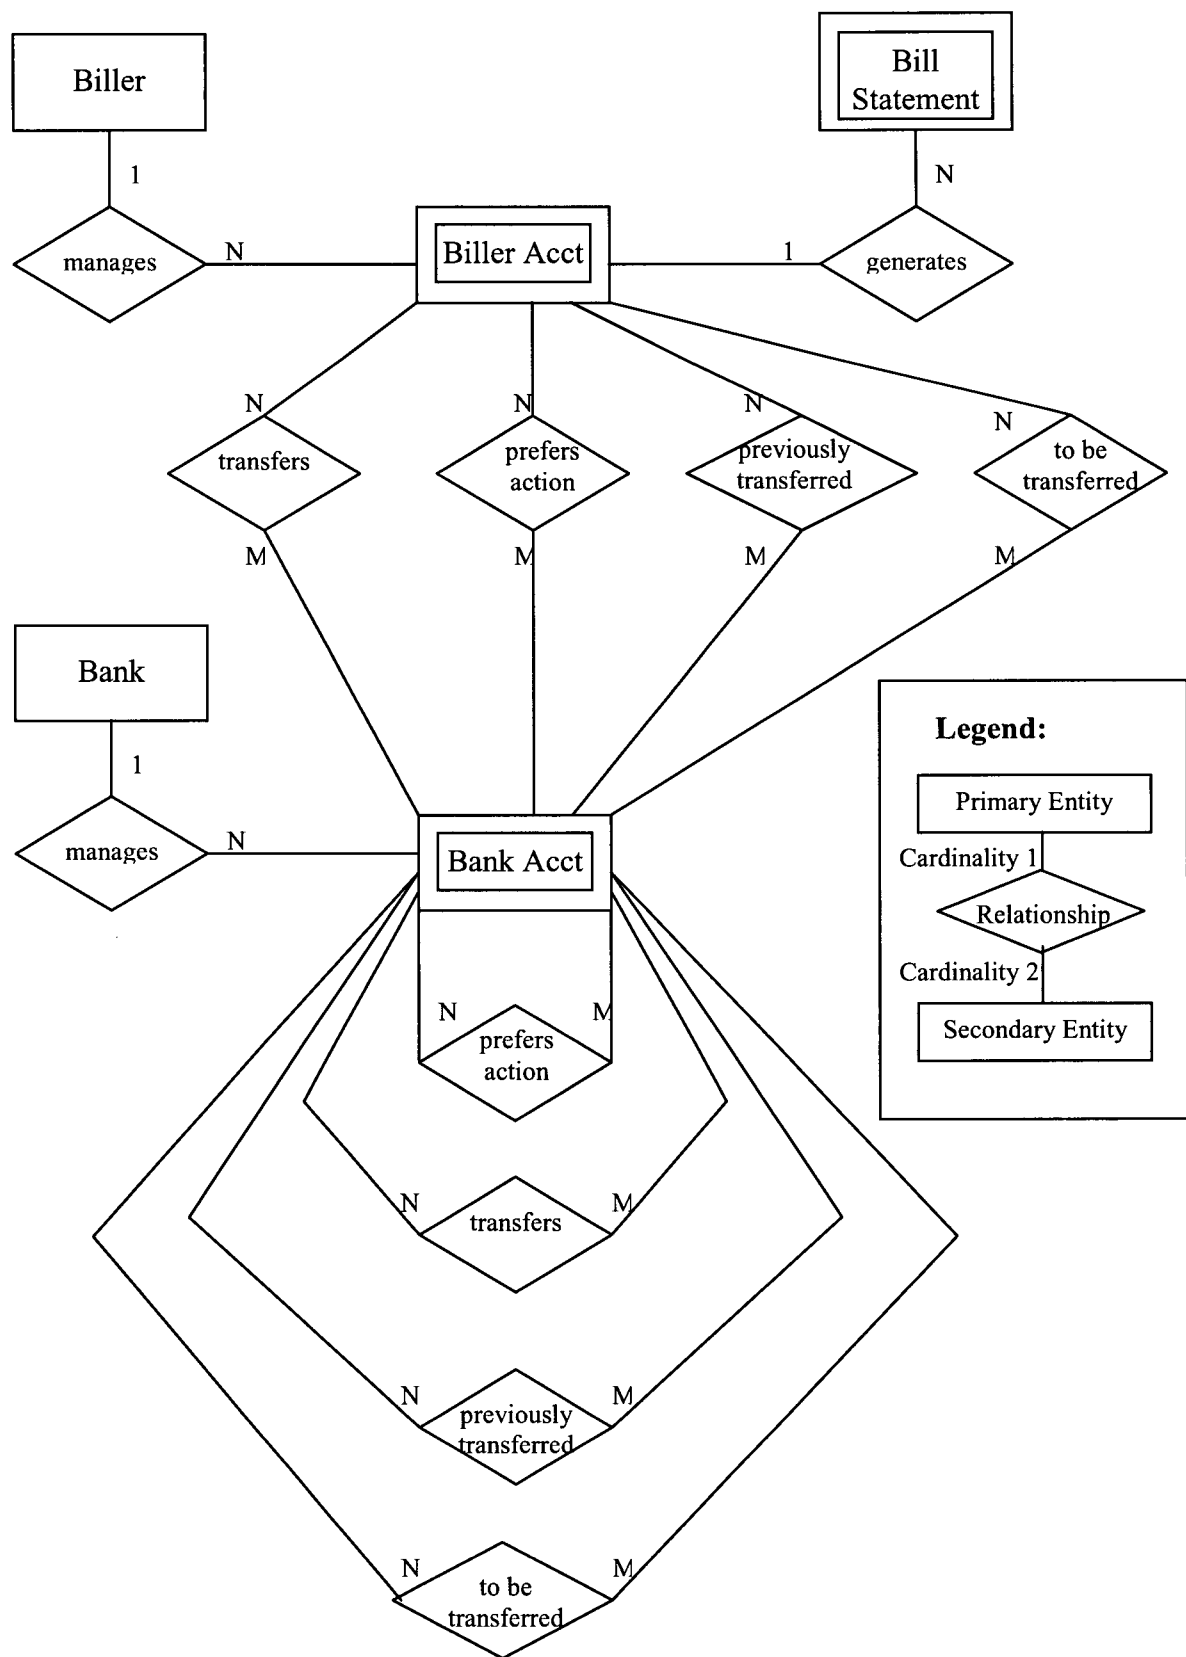 Biller
Bill
Statement
1
N
manages
N
Biller Acct
1
generates
N
N
N
N
transfers
prefers
action
previously
transferred
to be
transferred
M
M
M
M
Bank
1
manages
N
Bank Acct
Legend:
Primary Entity
Cardinality 1
Relationship
Cardinality 2
Secondary Entity
N
M
prefers
action
N
M
transfers
N
M
previously
transferred
N
M
to be
transferred